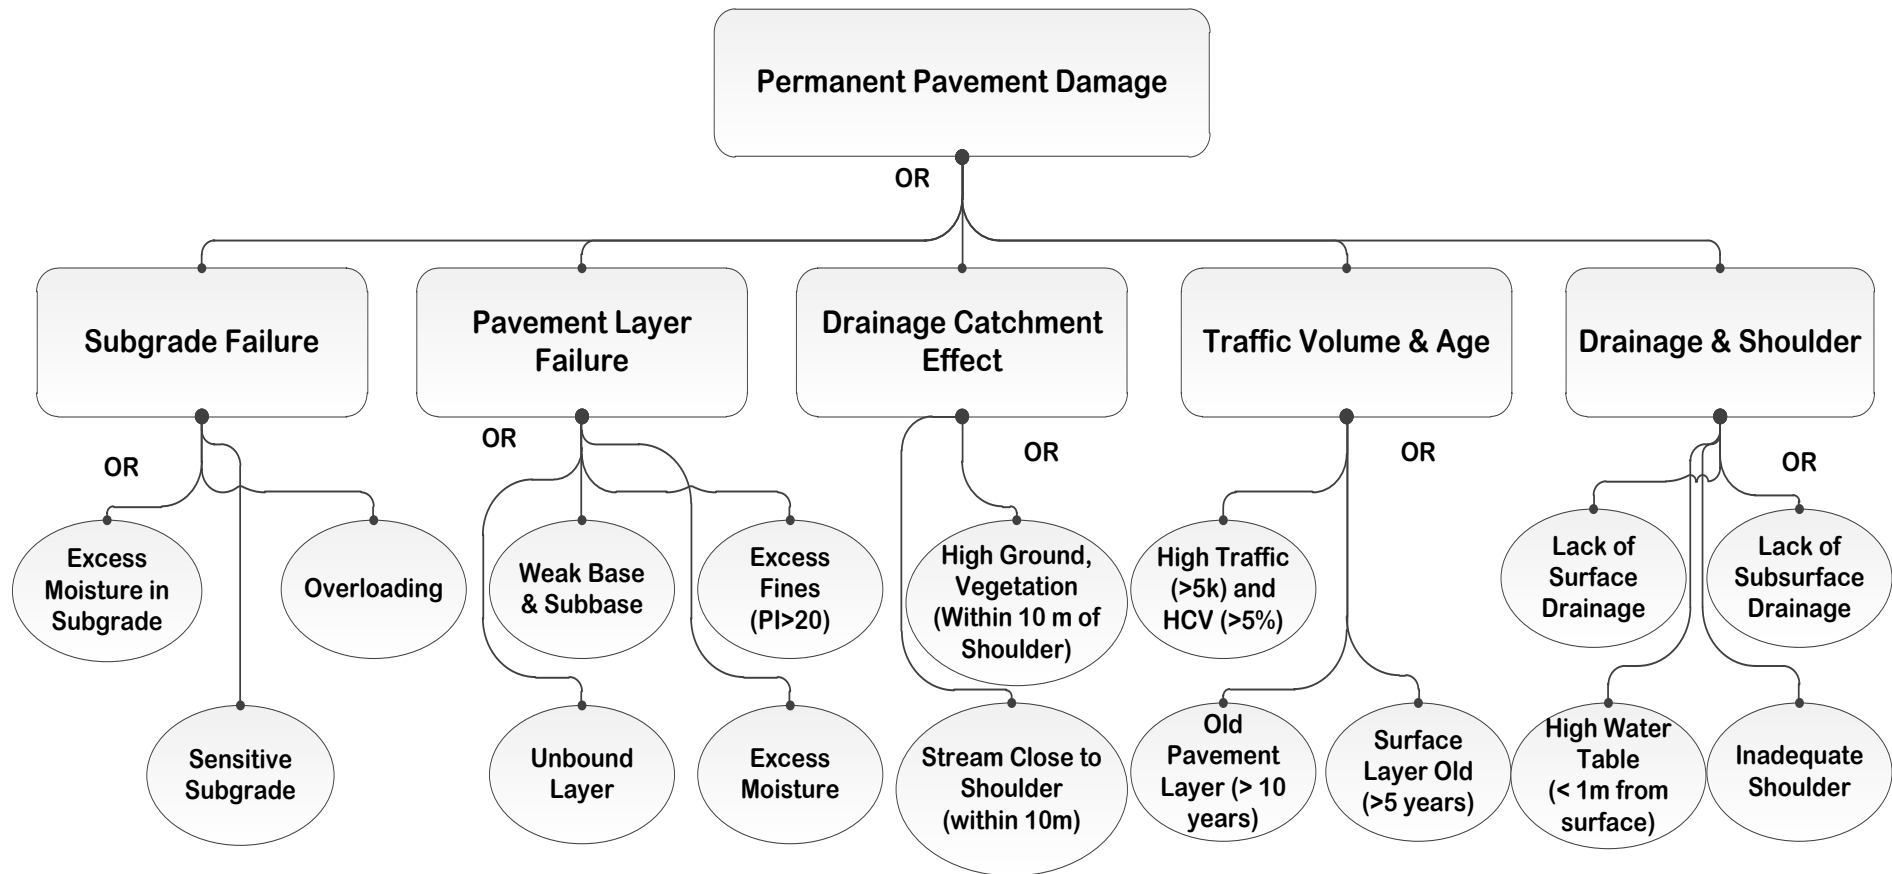 Permanent Pavement Damage
OR
Subgrade Failure
Pavement Layer
Failure
Drainage Catchment
Effect
Traffic Volume & Age
Drainage & Shoulder
OR
OR
OR
OR
OR
Excess
Moisture in
Subgrade
Overloading
Weak Base
& Subbase
Excess
Fines
(PI>20)
High Ground,
Vegetation
(Within 10 m of
Shoulder)
High Traffic
(>5k) and
HCV (>5%)
Lack of
Surface
Drainage
Lack of
Subsurface
Drainage
Sensitive
Subgrade
Unbound
Layer
Excess
Moisture
Stream Close to
Shoulder
(within 10m)
Old
Pavement
Layer (> 10
years)
Surface
Layer Old
(>5 years)
High Water
Table
(< 1m from
surface)
Inadequate
Shoulder